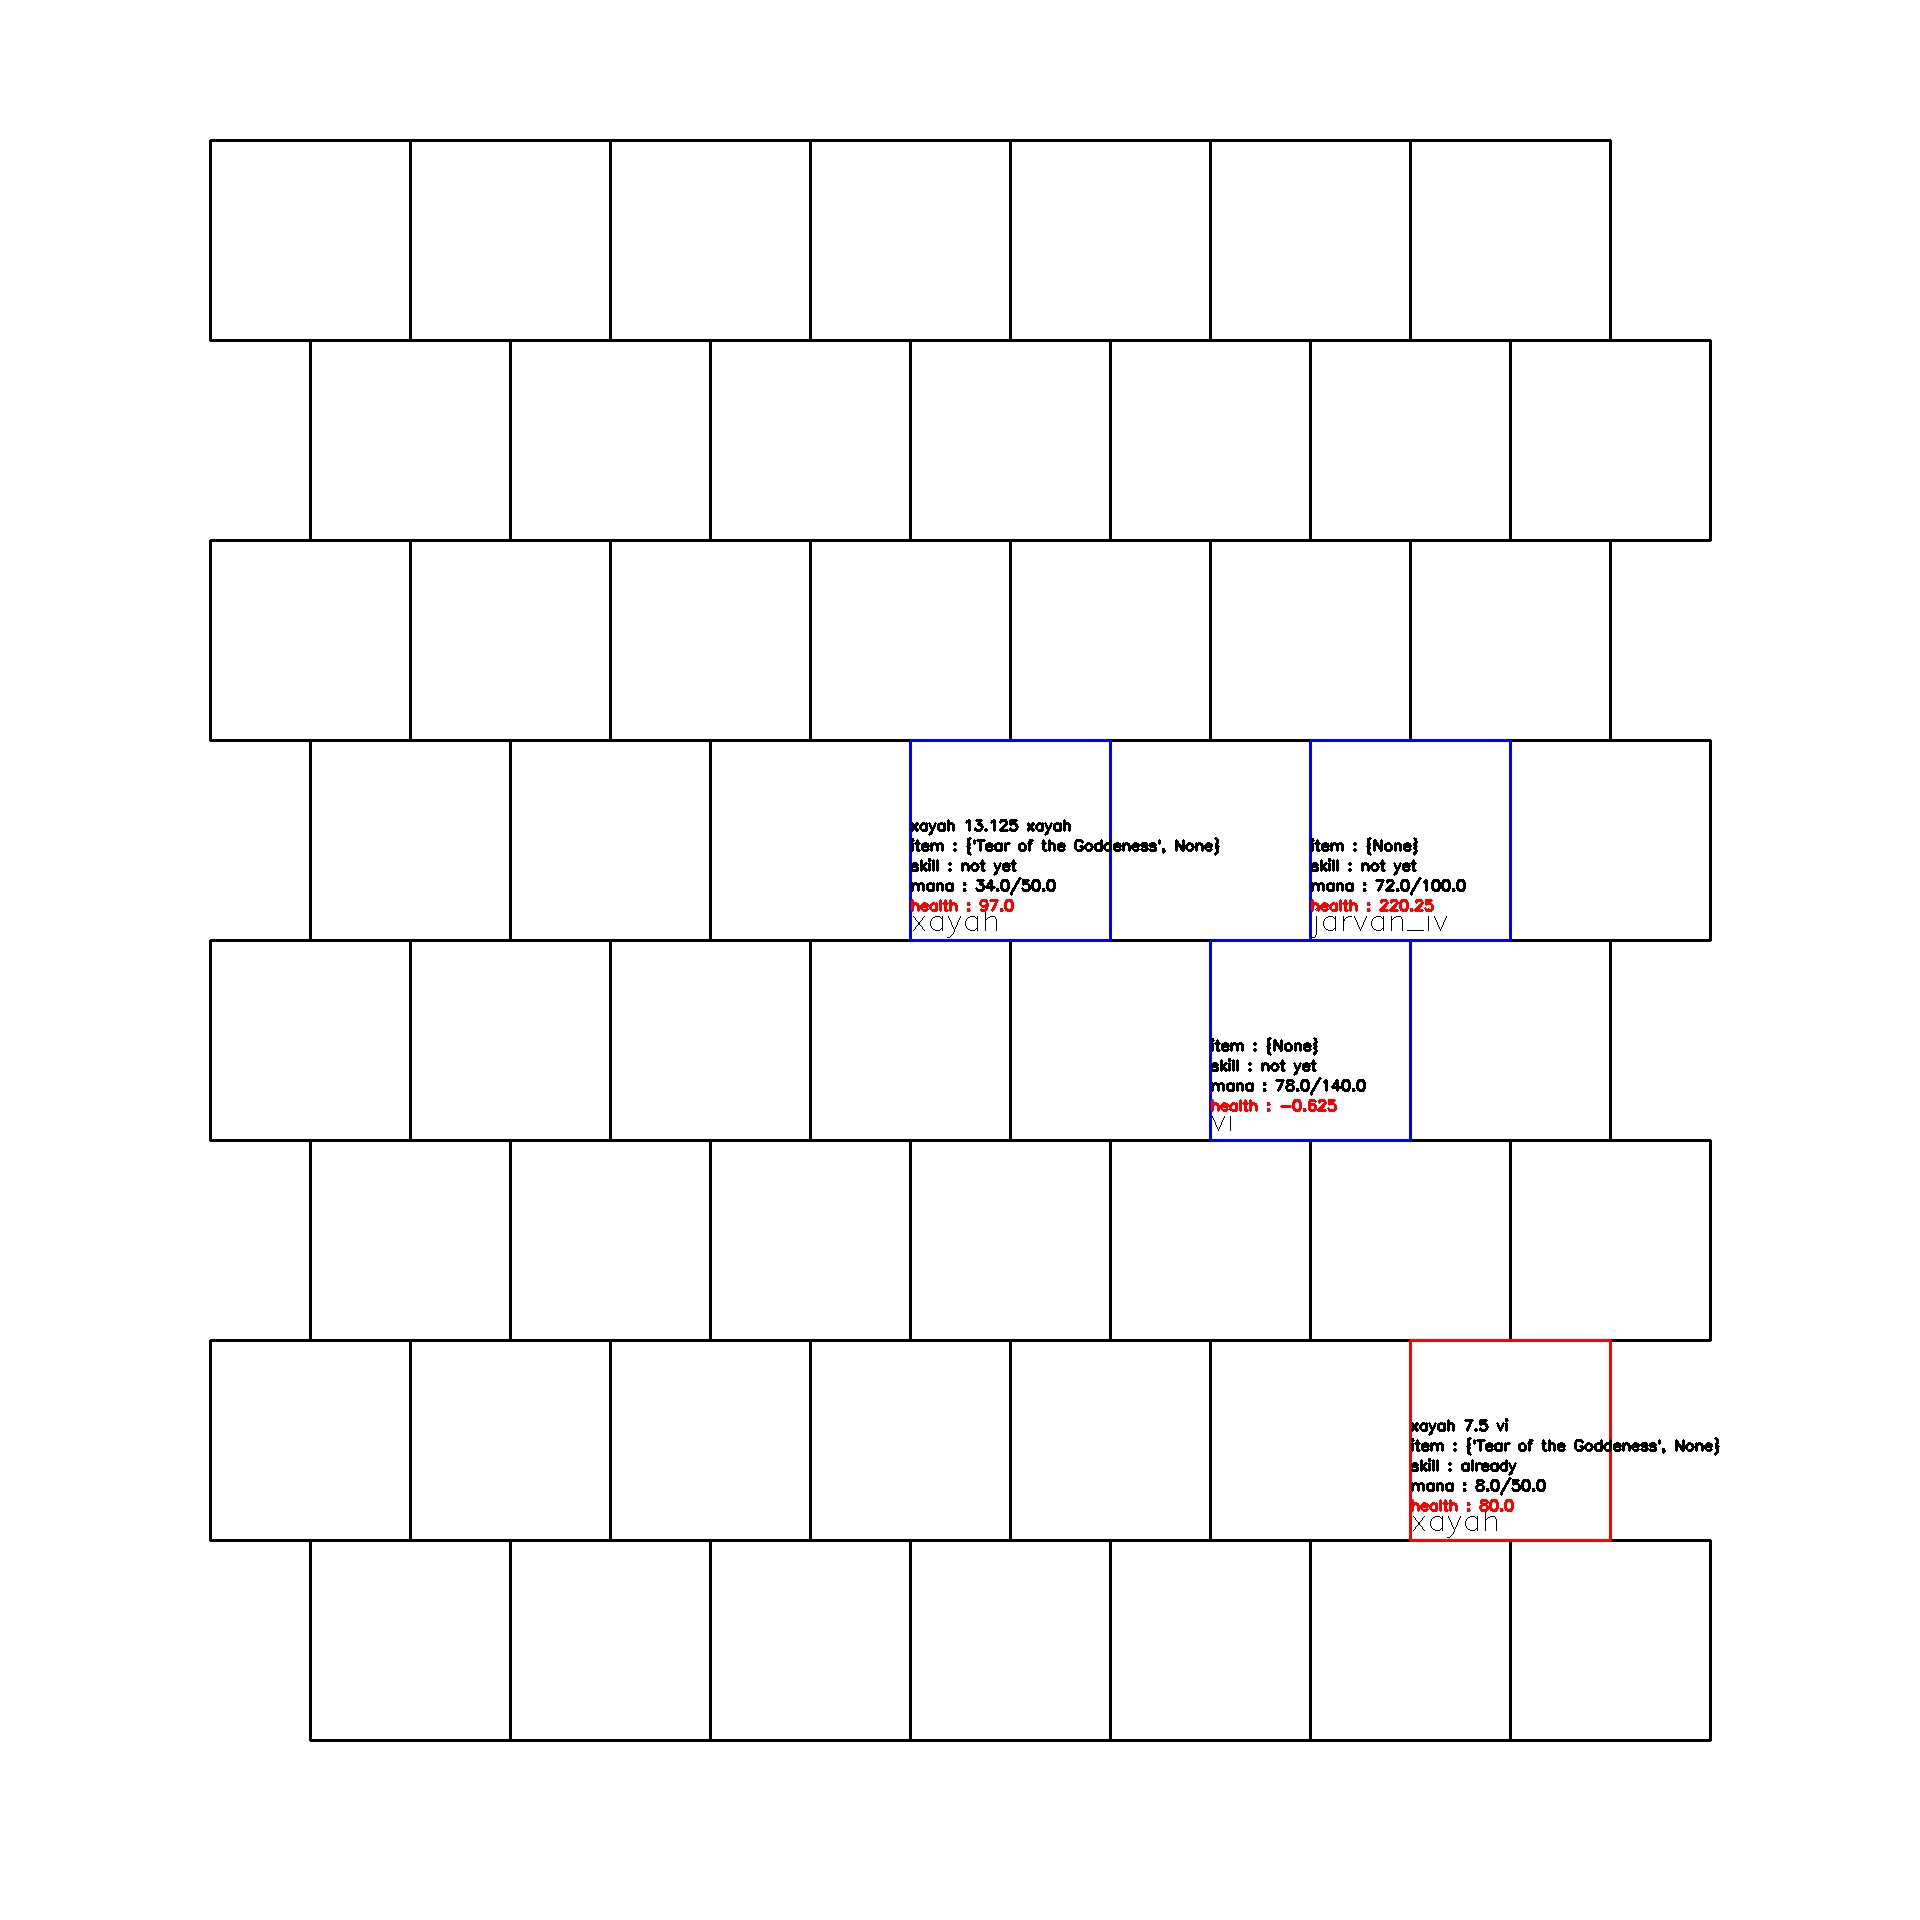 xayah 13.125 xayah
item : {'Tear of the Goddeness', None}
skill : not yet
mana : 34.0/50.0
health : 97.0
xayah
item : {None}
skill : not yet
mana : 72.0/100.0
health : 220.25
jarvan_iv
item : {None}
skill : not yet
mana : 78.0/140.0
health : -0.625
vi
xayah 7.5 vi
item : {'Tear of the Goddeness', None}
skill : already
mana : 8.0/50.0
health : 80.0
xayah